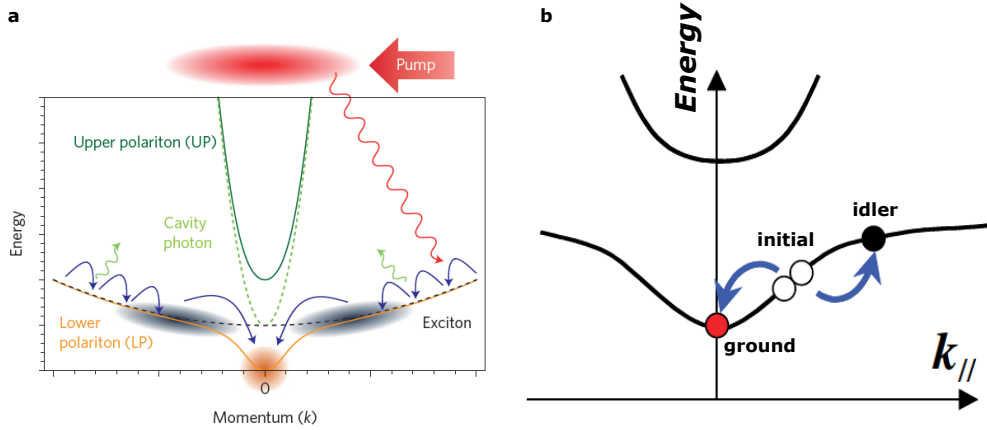 a
Pump
Upper polariton (UP)
Cavity
photon
Energy
Lower
polariton (LP)
Exciton
0
Momentum (k)
b
Energy
idler
initial
ground
k//